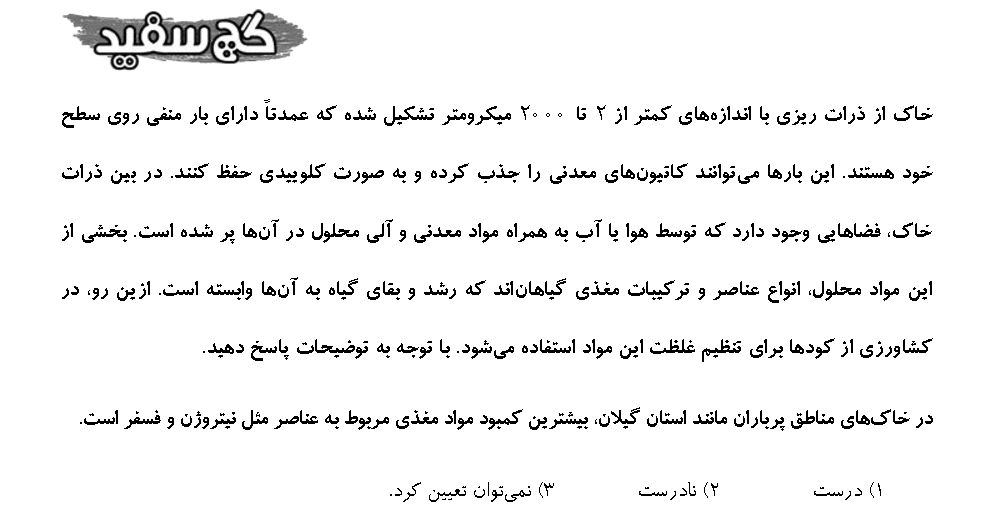 گچ سفید
خاک از ذرات ریزی با اندازه‌های کمتر از ۲ تا ۲۰۰۰ میکرومتر تشکیل شده که عمدتاً دارای بار منفی روی سطح
خود هستند. این بارها می‌توانند کاتیون‌های معدنی را جذب کرده و به صورت کلوییدی حفظ کنند. در بین ذرات
خاک، فضاهایی وجود دارد که توسط هوا یا آب به همراه مواد معدنی و آلی محلول در آن‌ها پر شده است. بخشی از
این مواد محلول، انواع عناصر و ترکیبات مغذی گیاهان‌اند که رشد و بقای گیاه به آن‌ها وابسته است. ازین رو، در
کشاورزی از کودها برای تنظیم غلظت این مواد استفاده می‌شود. با توجه به توضیحات پاسخ دهید.
در خاک‌های مناطق پرباران مانند استان گیلان، بیشترین کمبود مواد مغذی مربوط به عناصر مثل نیتروژن و فسفر است.
۱) درست ۲) نادرست ۳) نمی‌توان تعیین کرد.